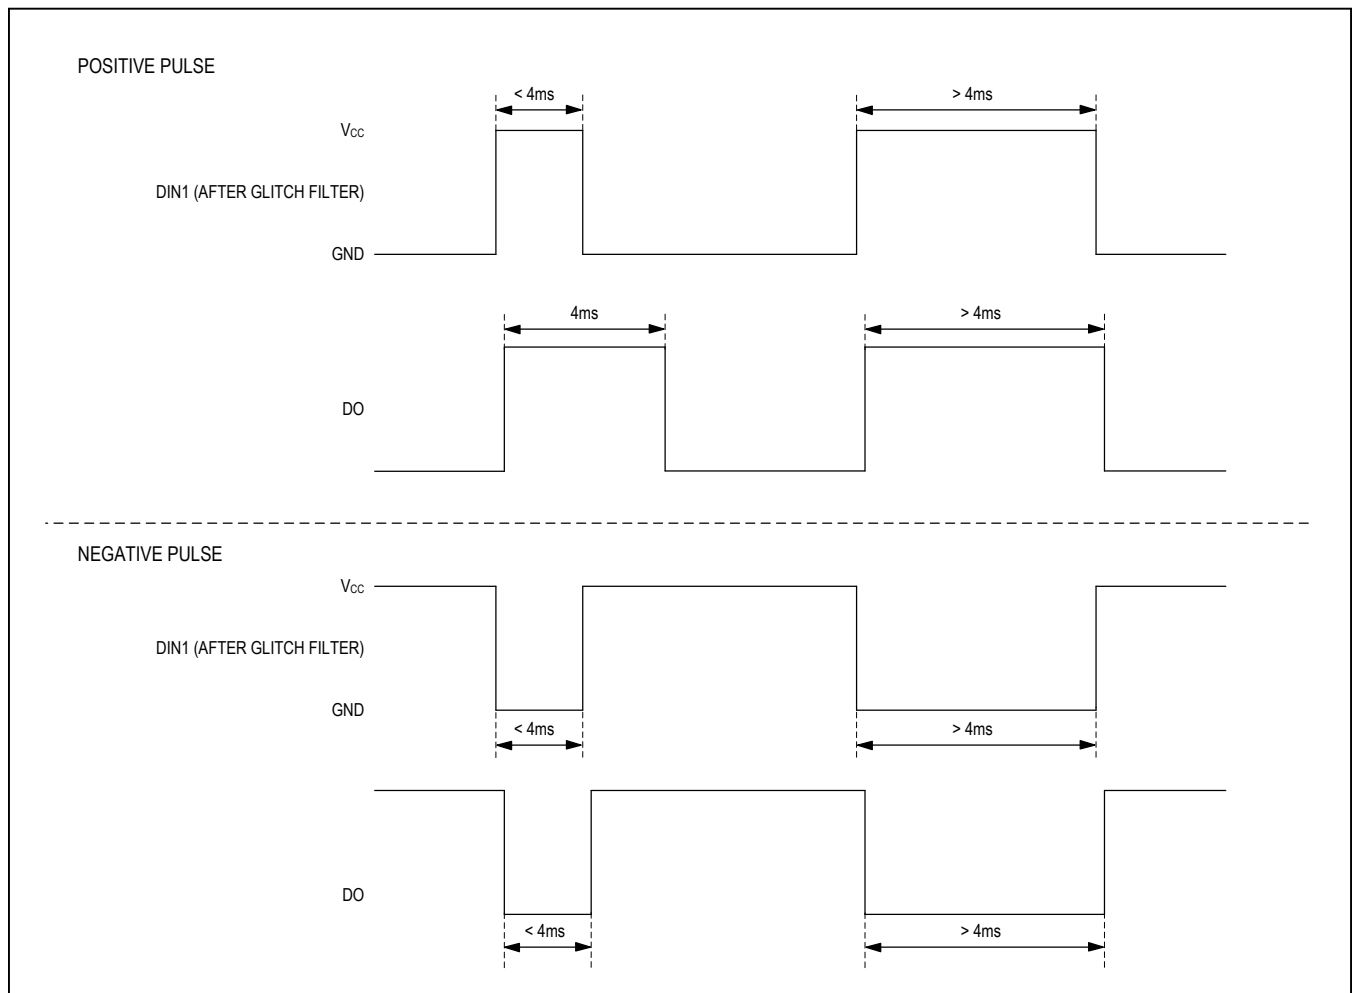 POSITIVE PULSE
< 4ms
> 4ms
VCC
DIN1 (AFTER GLITCH FILTER)
GND
4ms
> 4ms
DO
NEGATIVE PULSE
VCC
DIN1 (AFTER GLITCH FILTER)
GND
< 4ms
> 4ms
DO
< 4ms
> 4ms